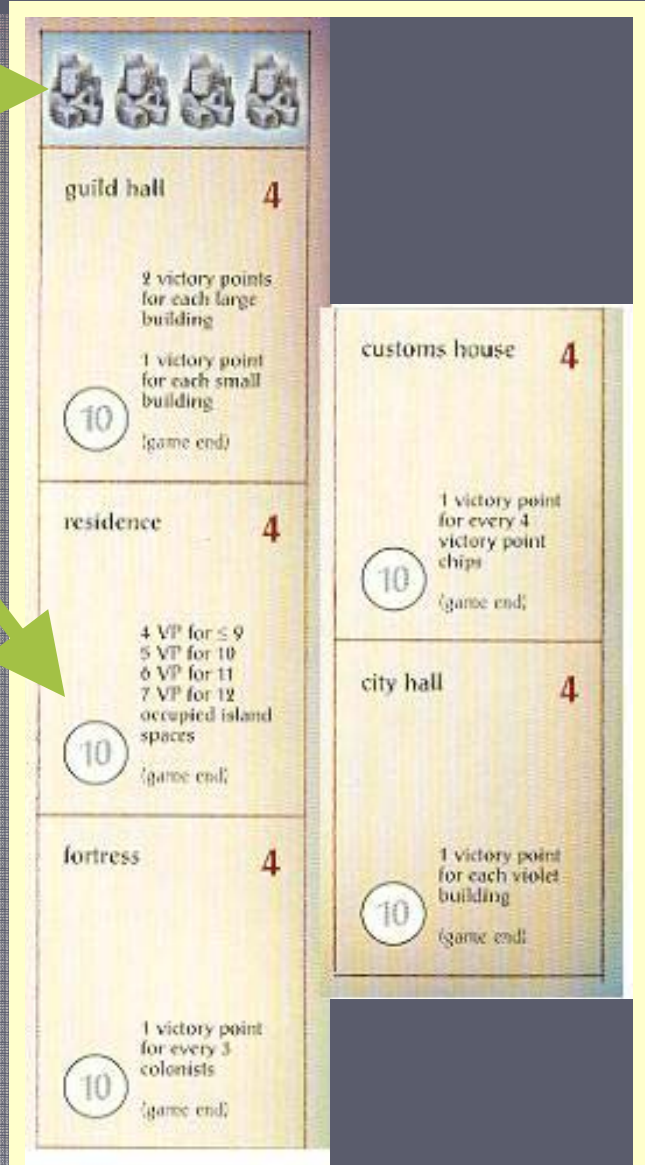 guild hall 4
2 victory points
for each large
building
1 victory point
for each small
building
10
(game end)
residence 4
4 VP for ≤ 9
5 VP for 10
6 VP for 11
7 VP for 12
occupied island
spaces
10
(game end)
fortress 4
1 victory point
for every 3
colonists
10
(game end)
customs house 4
1 victory point
for every 4
victory point
chips
10
(game end)
city hall 4
1 victory point
for each violet
building
10
(game end)